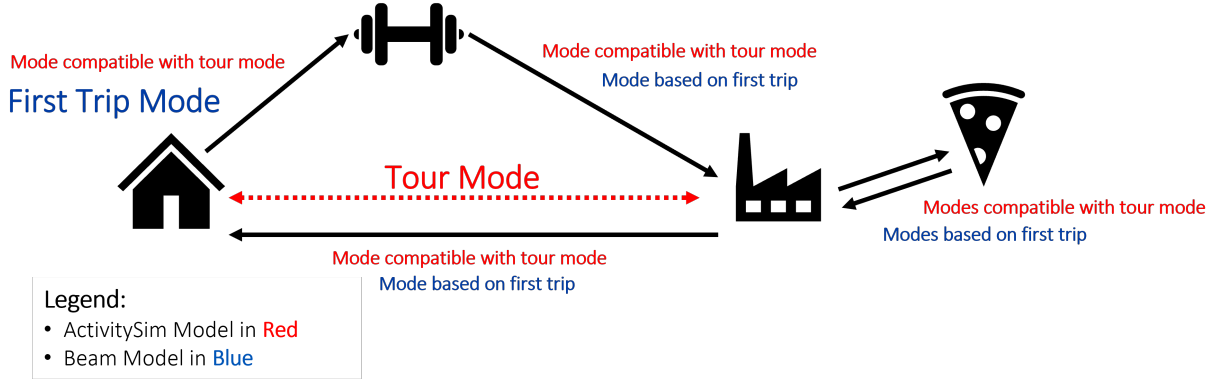 Mode compatible with tour mode
First Trip Mode
Mode compatible with tour mode
Mode based on first trip
Tour Mode
Modes compatible with tour mode
Modes based on first trip
Mode compatible with tour mode
Mode based on first trip
Legend:
• ActivitySim Model in Red
• Beam Model in Blue